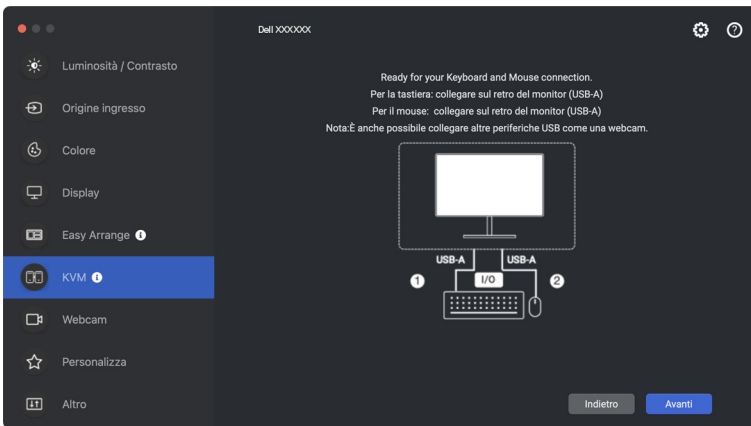 Dell XXXXXX
Luminosità / Contrasto
Origine ingresso
Colore
Display
Easy Arrange
KVM
Webcam
Personalizza
Altro
Ready for your Keyboard and Mouse connection.
Per la tastiera: collegare sul retro del monitor (USB-A)
Per il mouse: collegare sul retro del monitor (USB-A)
Nota:È anche possibile collegare altre periferiche USB come una webcam.
USB-A USB-A
1 I/O 2
Indietro Avanti